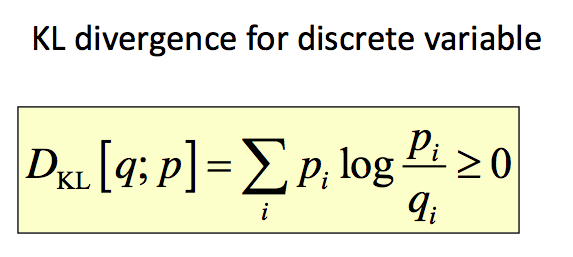 KL divergence for discrete variable
D_KL [q; p] = ∑_i p_i log p_i/q_i ≥ 0